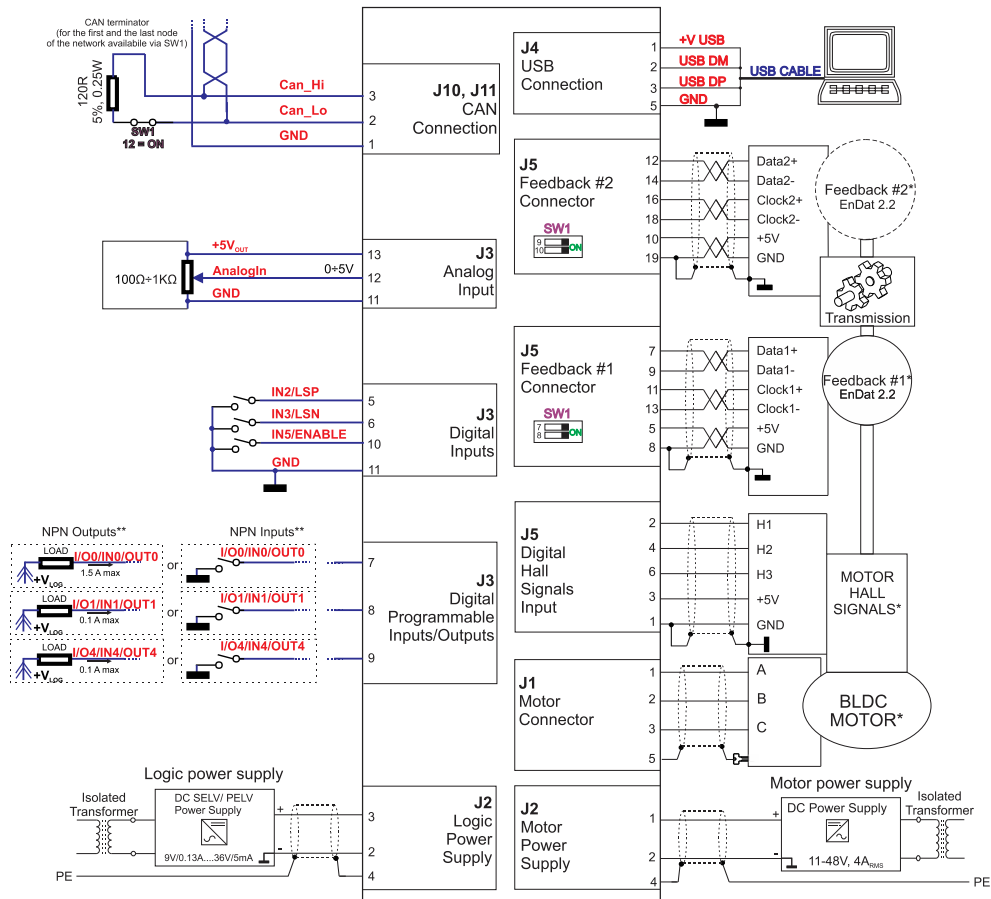 CAN terminator
(for the first and the last node
of the network available via SW1)
120R
5%, 0.25W
SW1
12 = ON
Can_Hi
Can_Lo
GND
3
2
1
J10, J11
CAN
Connection
J4
USB
Connection
1
2
3
5
+V USB
USB DM
USB DP
GND
USB CABLE
J5
Feedback #2
Connector
SW1
9
10
ON
12
14
16
18
10
19
Data2+
Data2-
Clock2+
Clock2-
+5V
GND
Feedback #2*
EnDat 2.2
Transmission
100Ω÷1KΩ
+5VOUT
AnalogIn
0÷5V
GND
13
12
11
J3
Analog
Input
J5
Feedback #1
Connector
SW1
7
8
ON
7
9
11
13
5
8
Data1+
Data1-
Clock1+
Clock1-
+5V
GND
Feedback #1*
EnDat 2.2
IN2/LSP
IN3/LSN
IN5/ENABLE
GND
5
6
10
11
J3
Digital
Inputs
J5
Digital
Hall
Signals
Input
2
4
6
3
1
H1
H2
H3
+5V
GND
MOTOR
HALL
SIGNALS*
NPN Outputs**
NPN Inputs**
LOAD
I/O0/IN0/OUT0
1.5 A max
+VLOG
or
I/O0/IN0/OUT0
7
LOAD
I/O1/IN1/OUT1
0.1 A max
+VLOG
or
I/O1/IN1/OUT1
8
LOAD
I/O4/IN4/OUT4
0.1 A max
+VLOG
or
I/O4/IN4/OUT4
9
J3
Digital
Programmable
Inputs/Outputs
J1
Motor
Connector
1
2
3
5
A
B
C
BLDC
MOTOR*
Logic power supply
Isolated
Transformer
DC SELV/ PELV
Power Supply
9V/0.13A....36V/5mA
+
-
PE
3
2
4
J2
Logic
Power
Supply
J2
Motor
Power
Supply
1
2
4
Motor power supply
+
-
DC Power Supply
11-48V, 4ARMS
Isolated
Transformer
PE